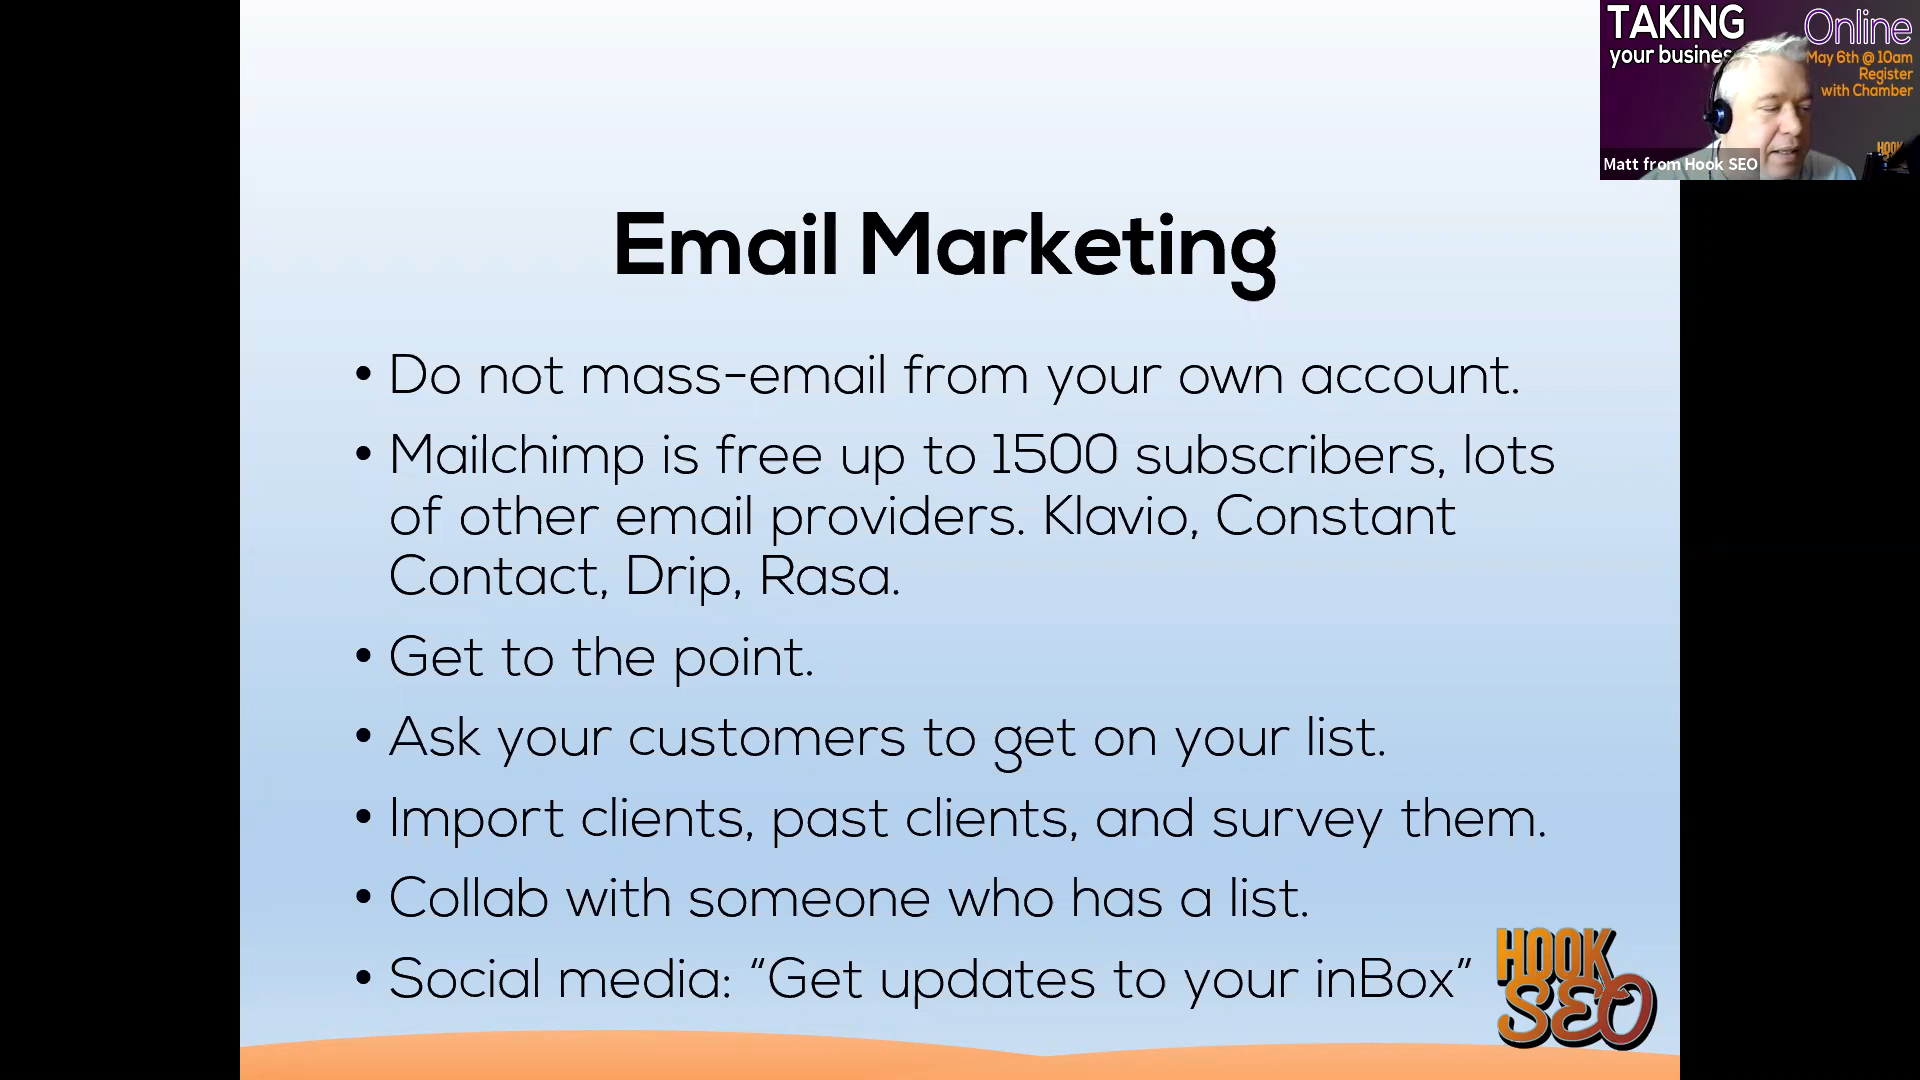 TAKING
your busines
Online
May 6th @ 10am
Register
with Chamber
HOOK
Matt from Hook SEO
Email Marketing
• Do not mass-email from your own account.
• Mailchimp is free up to 1500 subscribers, lots
of other email providers. Klavio, Constant
Contact, Drip, Rasa.
• Get to the point.
• Ask your customers to get on your list.
• Import clients, past clients, and survey them.
• Collab with someone who has a list.
• Social media: “Get updates to your inBox”
HOOK
SEO